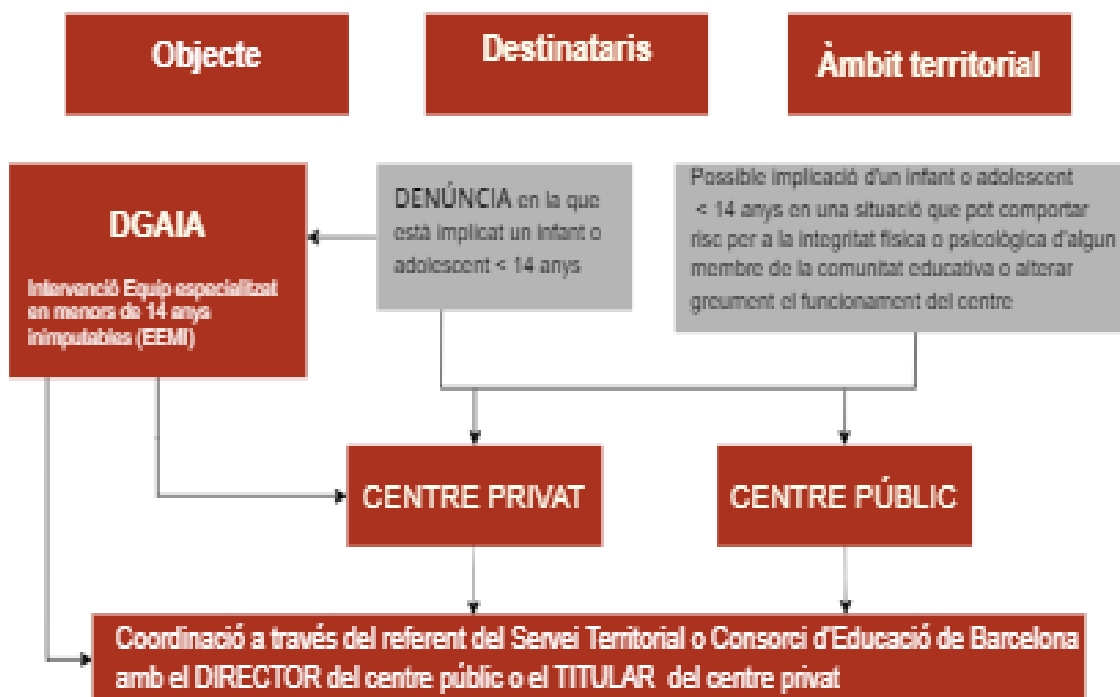 Objecte
Destinataris
Àmbit territorial
DGAIA
Intervenció Equip especialitzat
en menors de 14 anys
inimputables (EEMI)
DENÚNCIA en la que
està implicat un infant o
adolescent < 14 anys
Possible implicació d'un infant o adolescent
< 14 anys en una situació que pot comportar
risc per a la integritat física o psicològica d'algun
membre de la comunitat educativa o alterar
greument el funcionament del centre
CENTRE PRIVAT
CENTRE PÚBLIC
Coordinació a través del referent del Servei Territorial o Consorci d'Educació de Barcelona
amb el DIRECTOR del centre públic o el TITULAR del centre privat